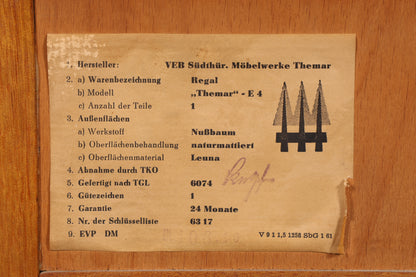 1. Hersteller: VEB Südthür. Möbelwerke Themar
2. a) Warenbezeichnung Regal
b) Modell „Themar“ - E 4
c) Anzahl der Teile 1
3. Außenflächen
a) Werkstoff Nußbaum
b) Oberflächenbehandlung naturmattiert
c) Oberflächenmaterial Leuna
4. Abnahme durch TKO
5. Gefertigt nach TGL 6074
6. Gütezeichen 1
7. Garantie 24 Monate
8. Nr. der Schlüsselliste 63 17
9. EVP DM V 9 1 1,5 1258 SbG 1 61